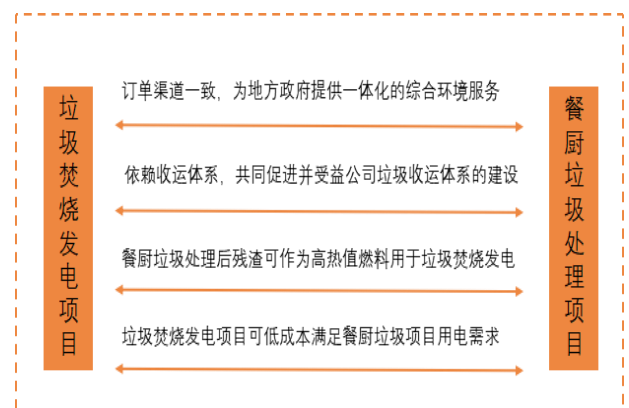 垃圾焚烧发电项目
订单渠道一致，为地方政府提供一体化的综合环境服务
依赖收运体系，共同促进并受益公司垃圾收运体系的建设
餐厨垃圾处理后残渣可作为高热值燃料用于垃圾焚烧发电
垃圾焚烧发电项目可低成本满足餐厨垃圾项目用电需求
餐厨垃圾处理项目